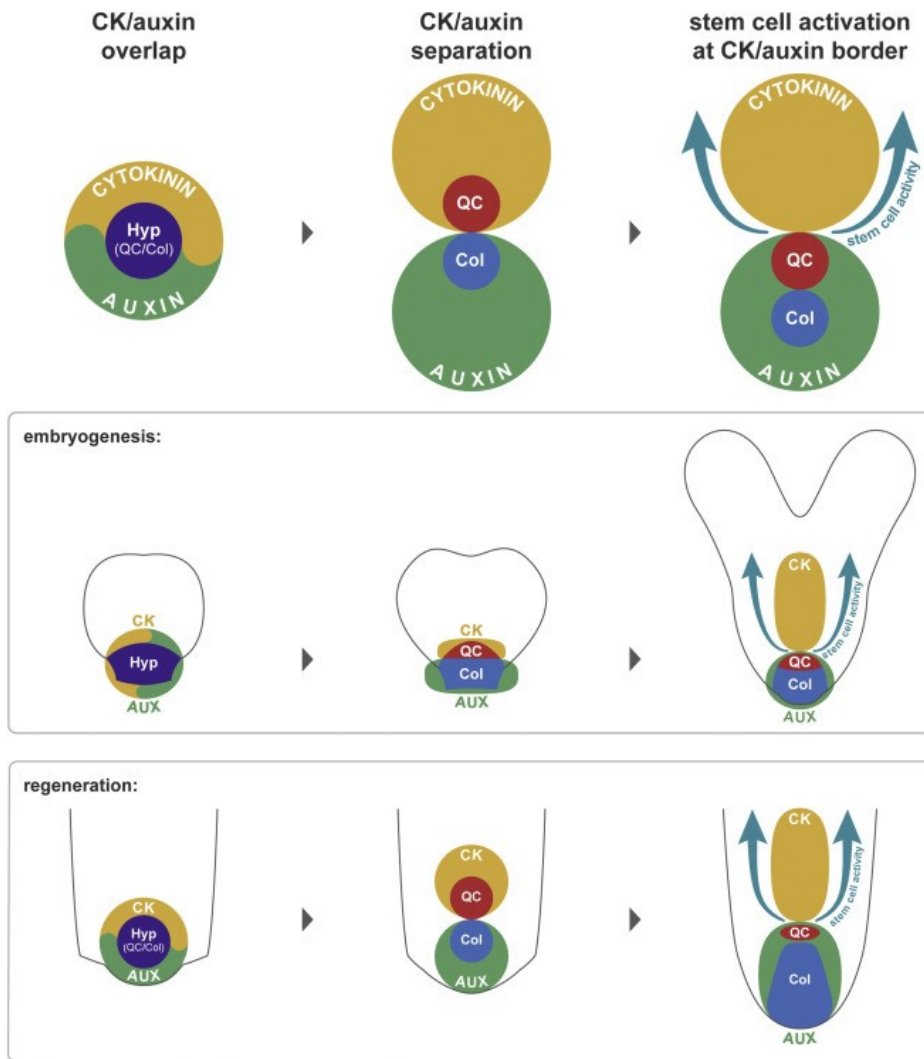 CK/auxin
overlap
CK/auxin
separation
stem cell activation
at CK/auxin border
CYTOKININ
Hyp
(QC/Col)
AUXIN
CYTOKININ
QC
Col
AUXIN
CYTOKININ
stem cell activity
QC
Col
AUXIN
embryogenesis:
CK
Hyp
AUX
CK
QC
Col
AUX
CK
stem cell activity
QC
Col
AUX
regeneration:
CK
Hyp
(QC/Col)
AUX
CK
QC
Col
AUX
CK
stem cell activity
QC
Col
AUX